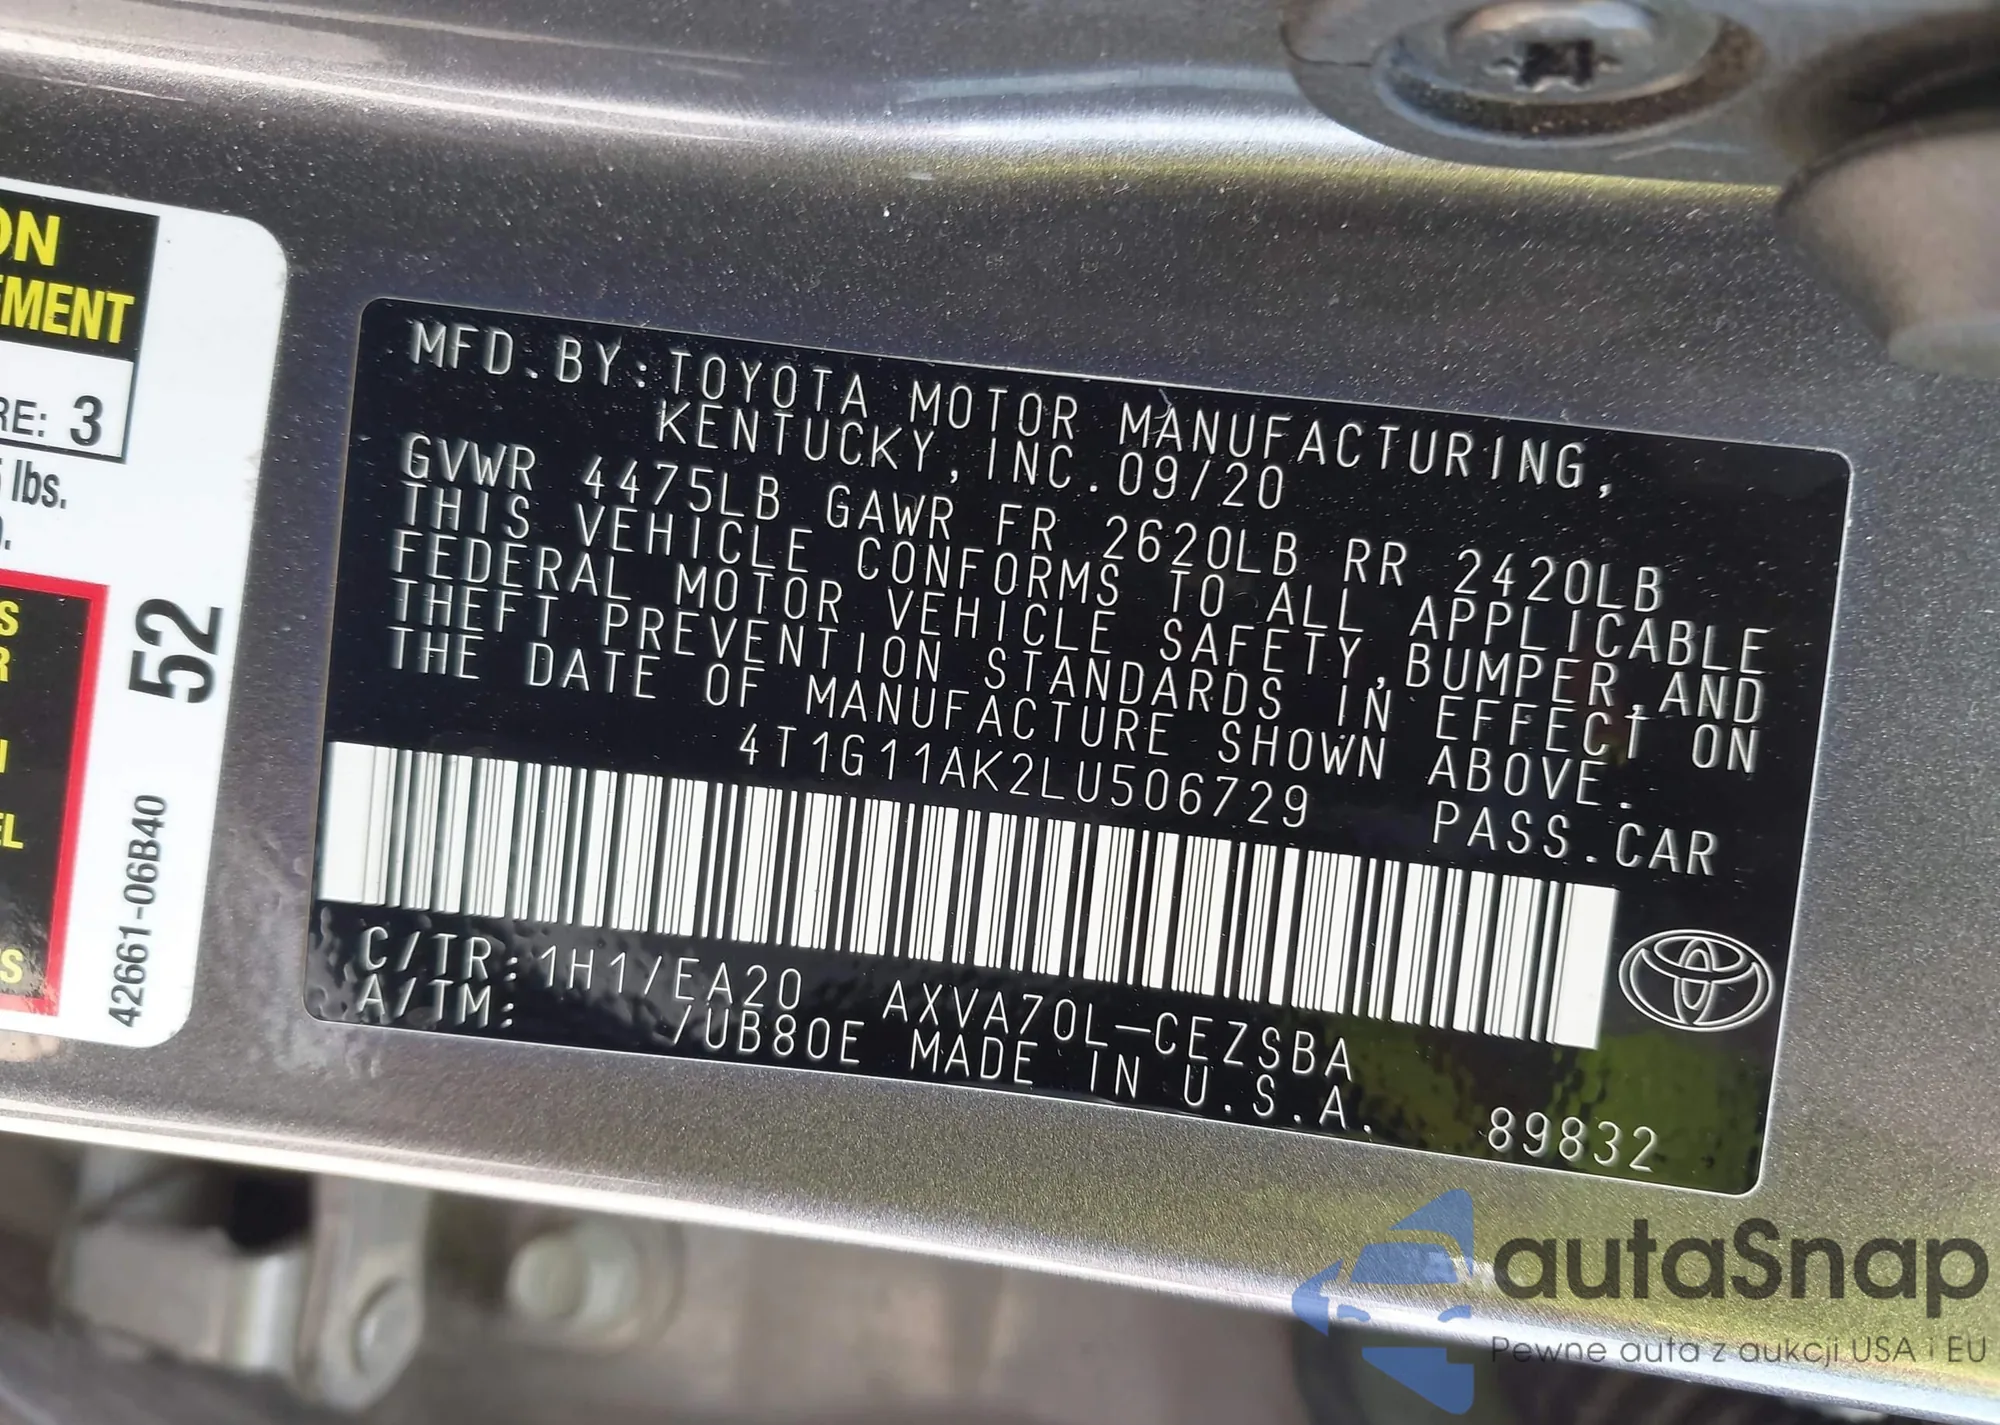 ON
EMENT
RE: 3
lbs.
52
42661-06B40
MFD.BY:TOYOTA MOTOR MANUFACTURING,
KENTUCKY,INC.09/20
GVWR 4475LB GAWR FR 2620LB RR 2420LB
THIS VEHICLE CONFORMS TO ALL APPLICABLE
FEDERAL MOTOR VEHICLE SAFETY,BUMPER,AND
THEFT PREVENTION STANDARDS IN EFFECT ON
THE DATE OF MANUFACTURE SHOWN ABOVE.
4T1G11AK2LU506729 PASS.CAR
C/TR:1H1/EA20 AXVA70L-CEZSBA
A/TM: /UB80E MADE IN U.S.A. 89832
autaSnap
Pewne auta z aukcji USA i EU